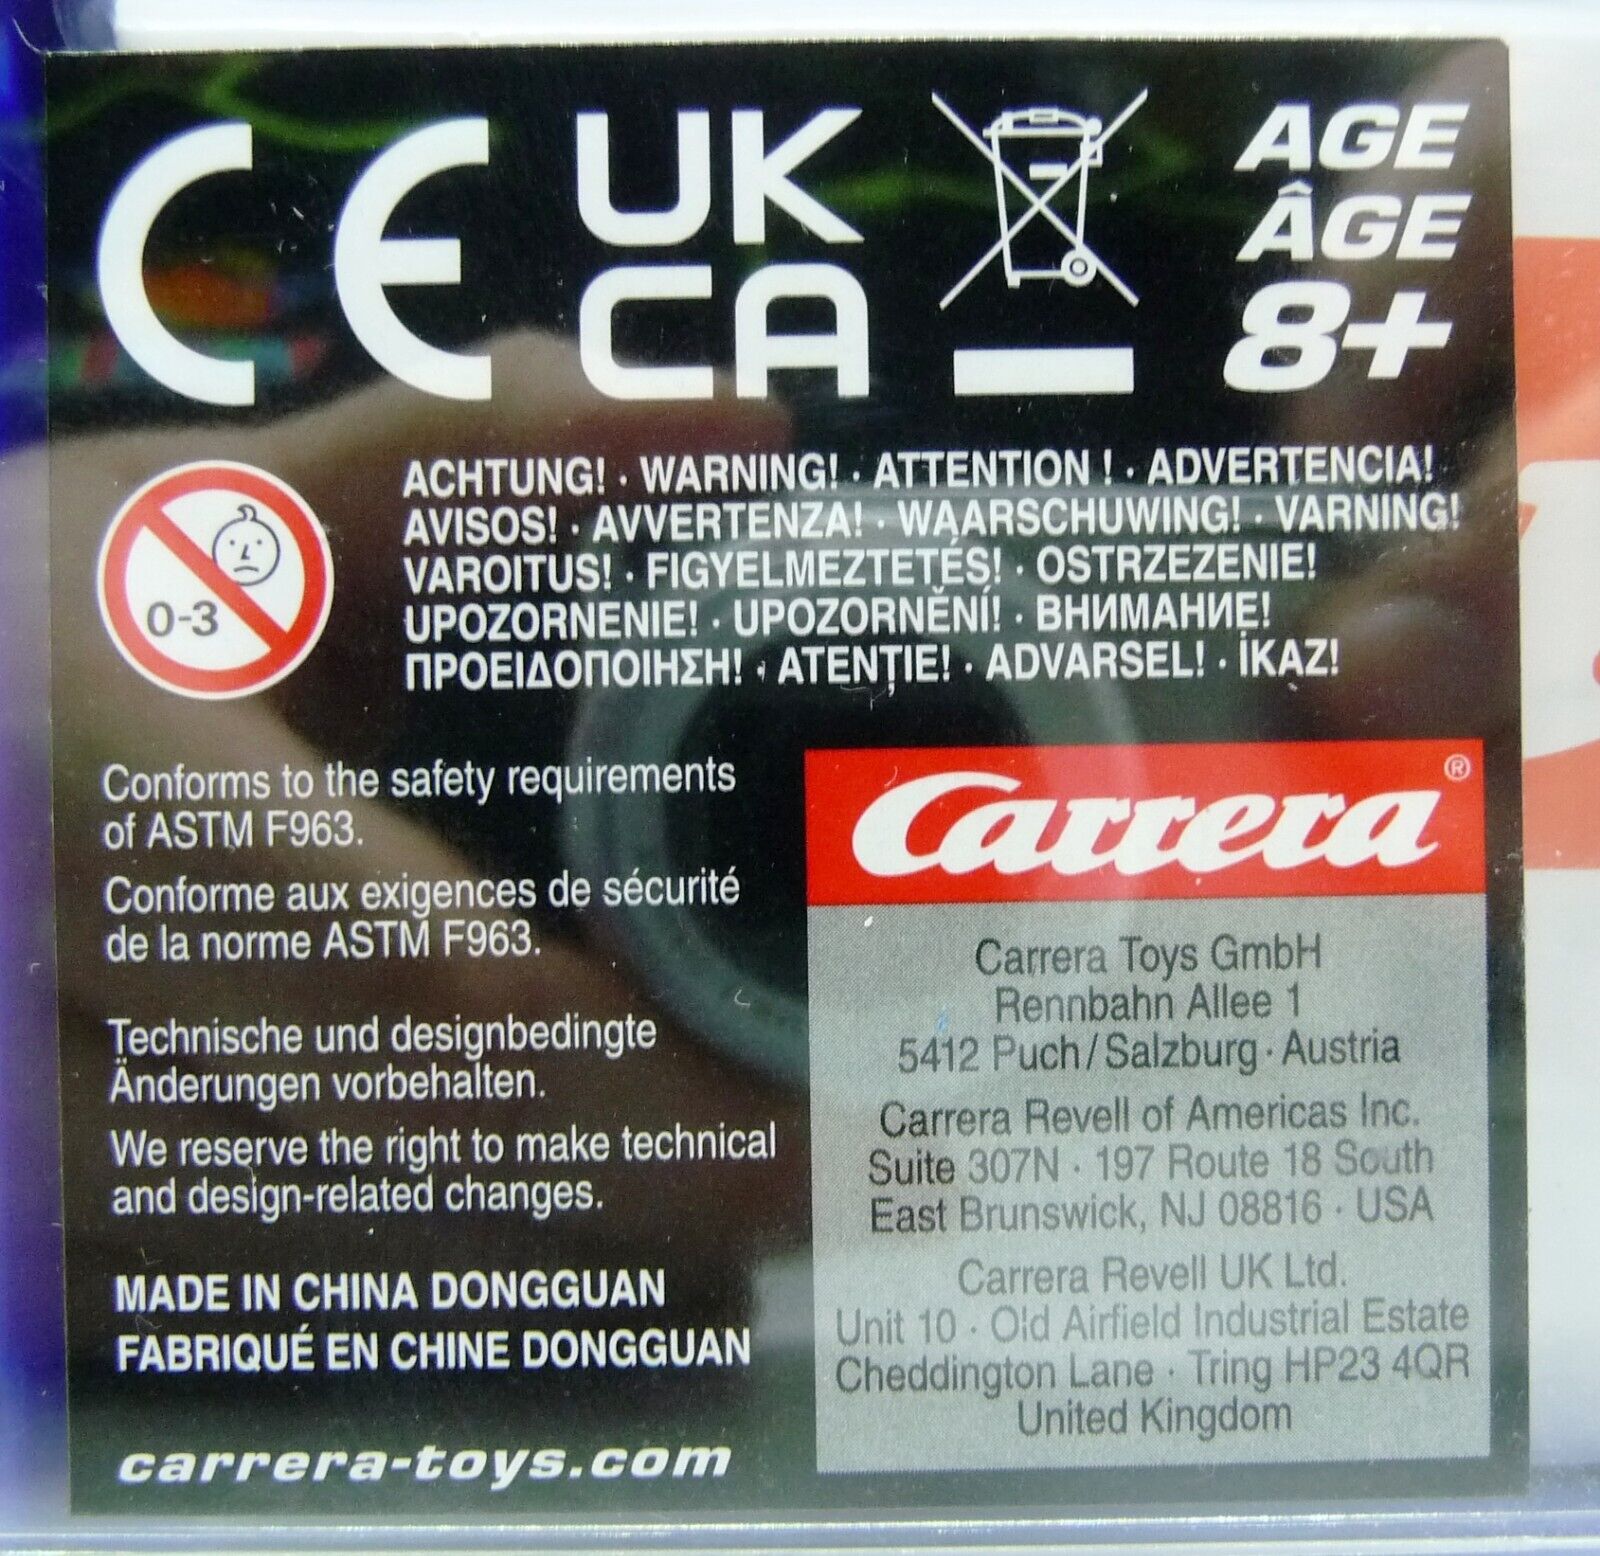 CE UK CA AGE
ÂGE
8+
0-3
ACHTUNG! · WARNING! · ATTENTION ! · ADVERTENCIA!
AVISOS! · AVVERTENZA! · WAARSCHUWING! · VARNING!
VAROITUS! · FIGYELMEZTETÉS! · OSTRZEZENIE!
UPOZORNENIE! · UPOZORNĚNÍ! · ВНИМАНИЕ!
ΠΡΟΕΙΔΟΠΟΙΗΣΗ! · ATENȚIE! · ADVARSEL! · İKAZ!
Conforms to the safety requirements
of ASTM F963.
Conforme aux exigences de sécurité
de la norme ASTM F963.
Technische und designbedingte
Änderungen vorbehalten.
We reserve the right to make technical
and design-related changes.
MADE IN CHINA DONGGUAN
FABRIQUÉ EN CHINE DONGGUAN
carrera-toys.com
Carrera®
Carrera Toys GmbH
Rennbahn Allee 1
5412 Puch/Salzburg · Austria
Carrera Revell of Americas Inc.
Suite 307N · 197 Route 18 South
East Brunswick, NJ 08816 · USA
Carrera Revell UK Ltd.
Unit 10 · Old Airfield Industrial Estate
Cheddington Lane · Tring HP23 4QR
United Kingdom